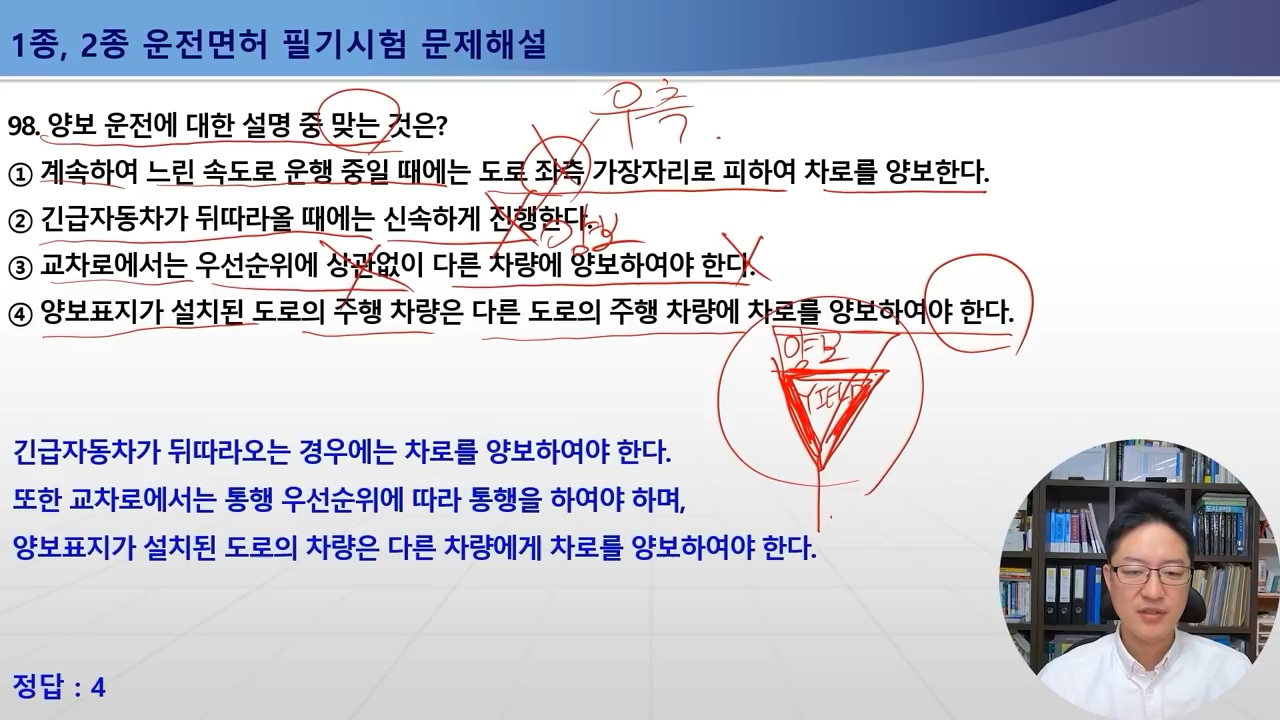 1종, 2종 운전면허 필기시험 문제해설
우측
98. 양보 운전에 대한 설명 중 맞는 것은?
① 계속하여 느린 속도로 운행 중일 때에는 도로 좌측 가장자리로 피하여 차로를 양보한다.
② 긴급자동차가 뒤따라올 때에는 신속하게 진행한다.
양보
③ 교차로에서는 우선순위에 상관없이 다른 차량에 양보하여야 한다.
④ 양보표지가 설치된 도로의 주행 차량은 다른 도로의 주행 차량에 차로를 양보하여야 한다.
양보
YIELD
긴급자동차가 뒤따라오는 경우에는 차로를 양보하여야 한다.
또한 교차로에서는 통행 우선순위에 따라 통행을 하여야 하며,
양보표지가 설치된 도로의 차량은 다른 차량에게 차로를 양보하여야 한다.
정답 : 4